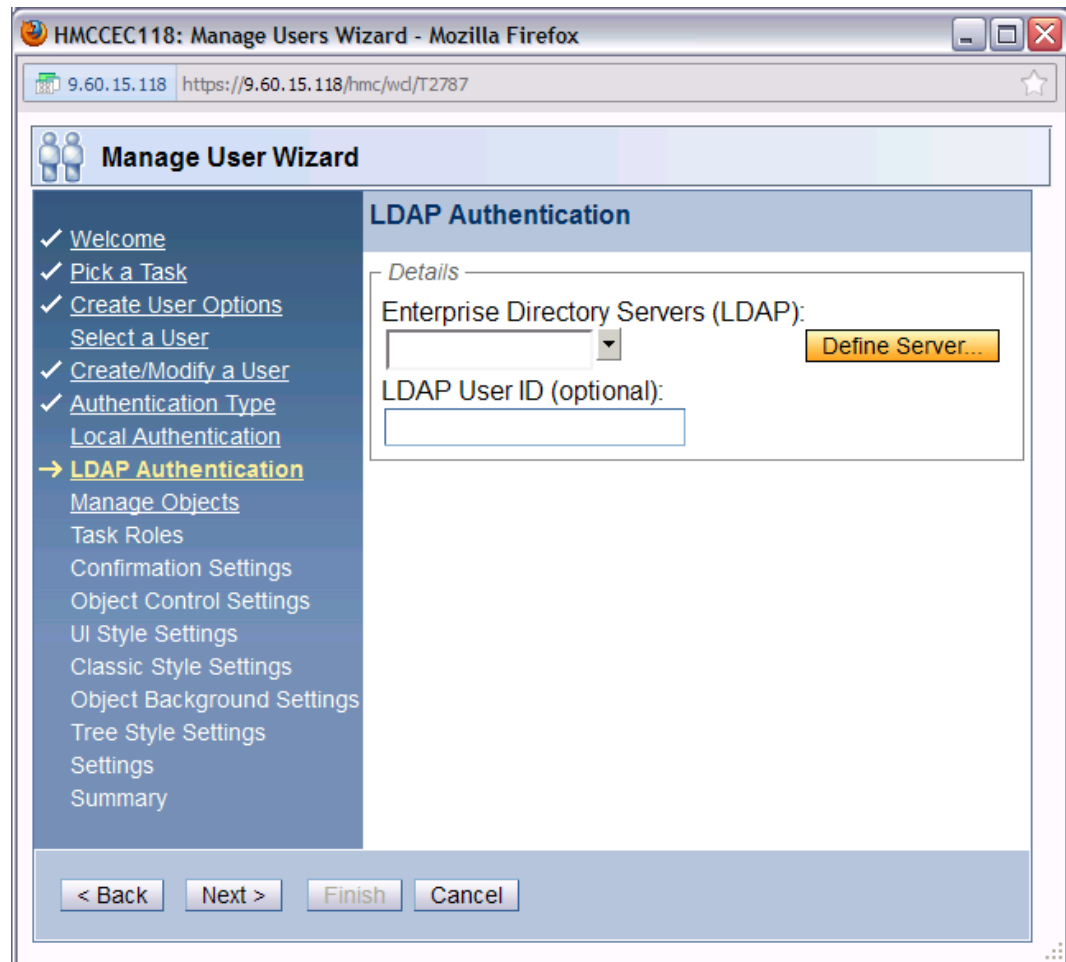 HMCCEC118: Manage Users Wizard - Mozilla Firefox
9.60.15.118 https://9.60.15.118/hmc/wcl/T2787
Manage User Wizard
Welcome
Pick a Task
Create User Options
Select a User
Create/Modify a User
Authentication Type
Local Authentication
LDAP Authentication
Manage Objects
Task Roles
Confirmation Settings
Object Control Settings
UI Style Settings
Classic Style Settings
Object Background Settings
Tree Style Settings
Settings
Summary
LDAP Authentication
Details
Enterprise Directory Servers (LDAP):
Define Server...
LDAP User ID (optional):
< Back Next > Finish Cancel